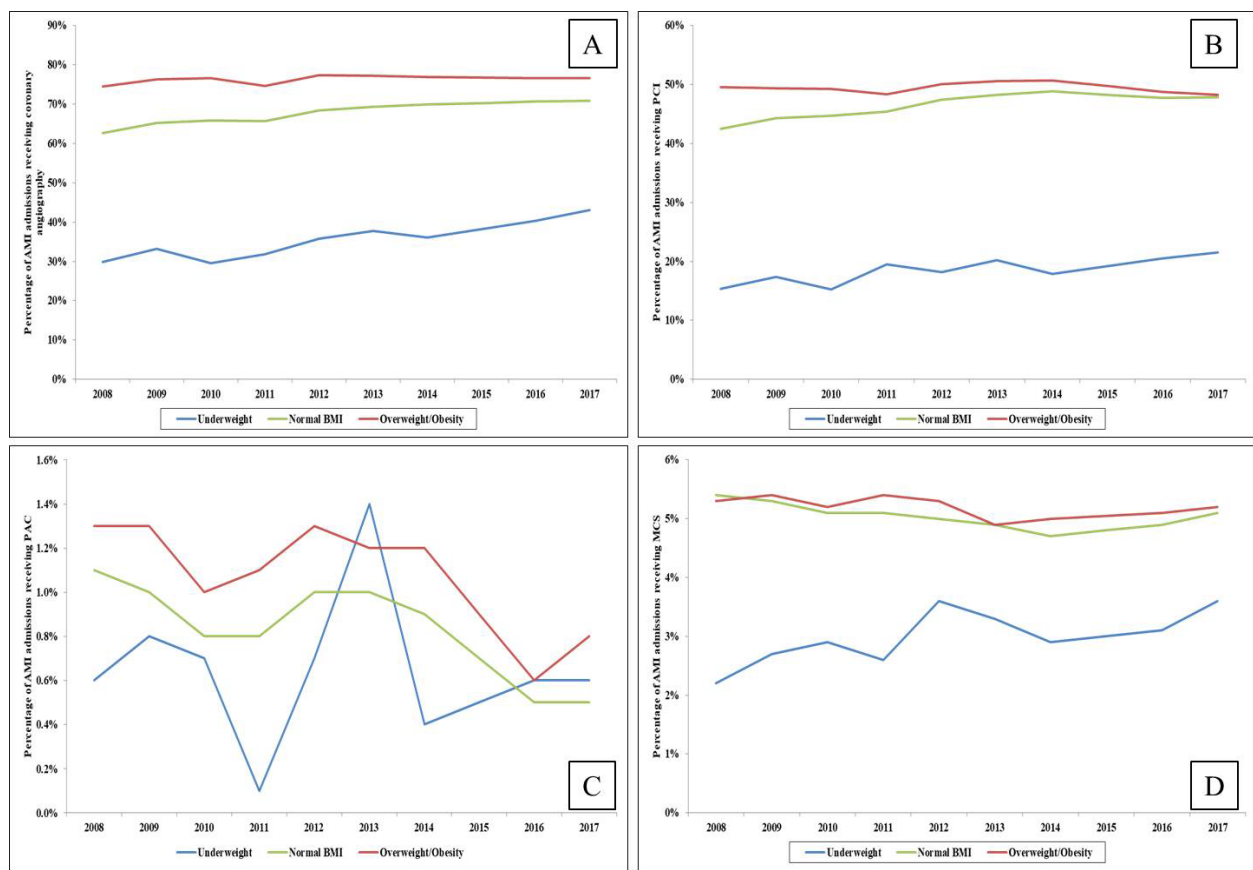 A
Percentage of AMI admissions receiving coronary
angiography
90%
80%
70%
60%
50%
40%
30%
20%
10%
0%
2008 2009 2010 2011 2012 2013 2014 2015 2016 2017
Underweight Normal BMI Overweight/Obesity
B
Percentage of AMI admissions receiving PCI
60%
50%
40%
30%
20%
10%
0%
2008 2009 2010 2011 2012 2013 2014 2015 2016 2017
Underweight Normal BMI Overweight/Obesity
Percentage of AMI admissions receiving PAC
1.6%
1.4%
1.2%
1.0%
0.8%
0.6%
0.4%
0.2%
0.0%
C
2008 2009 2010 2011 2012 2013 2014 2015 2016 2017
Underweight Normal BMI Overweight/Obesity
Percentage of AMI admissions receiving MCS
6%
5%
4%
3%
2%
1%
0%
D
2008 2009 2010 2011 2012 2013 2014 2015 2016 2017
Underweight Normal BMI Overweight/Obesity